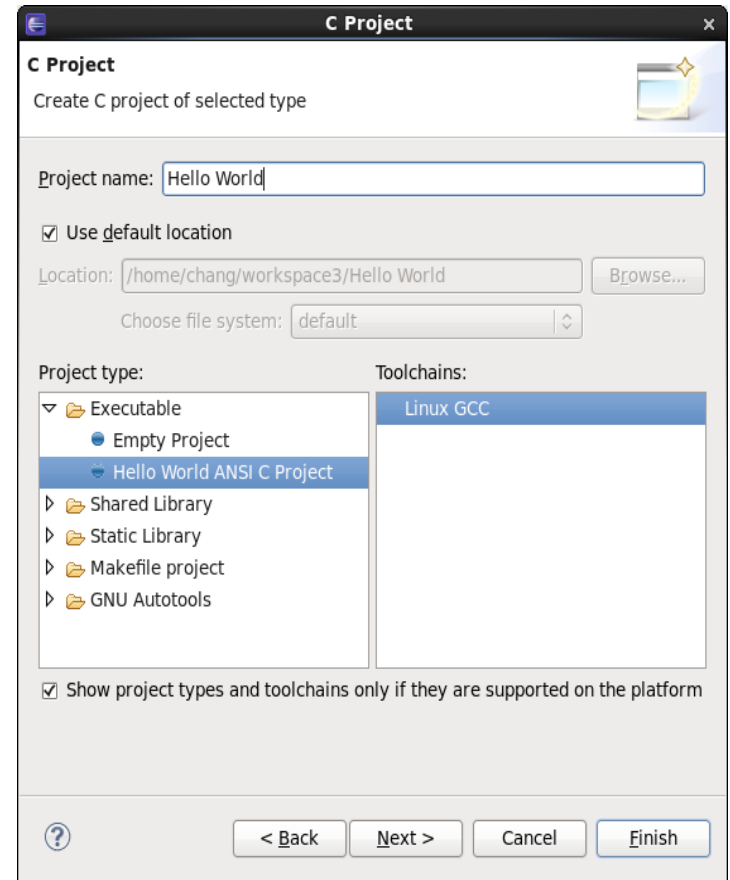 C Project
C Project
Create C project of selected type
Project name: Hello World
Use default location
Location: /home/chang/workspace3/Hello World Browse...
Choose file system: default
Project type: Toolchains:
Executable Linux GCC
Empty Project
Hello World ANSI C Project
Shared Library
Static Library
Makefile project
GNU Autotools
Show project types and toolchains only if they are supported on the platform
? < Back Next > Cancel Finish